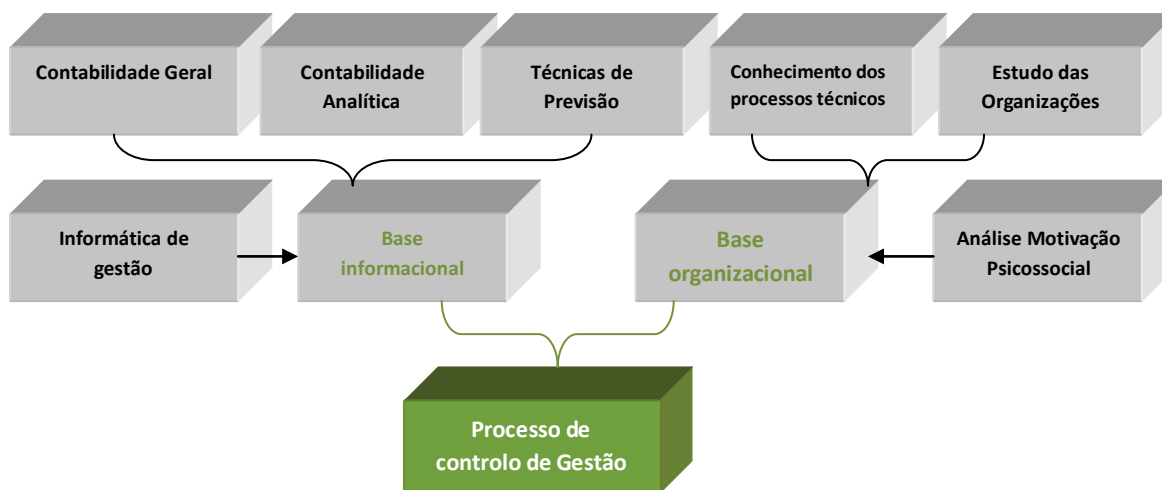 Contabilidade Geral
Contabilidade
Analítica
Técnicas de
Previsão
Conhecimento dos
processos técnicos
Estudo das
Organizações
Informática de
gestão
Base
informacional
Base
organizacional
Análise Motivação
Psicossocial
Processo de
controlo de Gestão